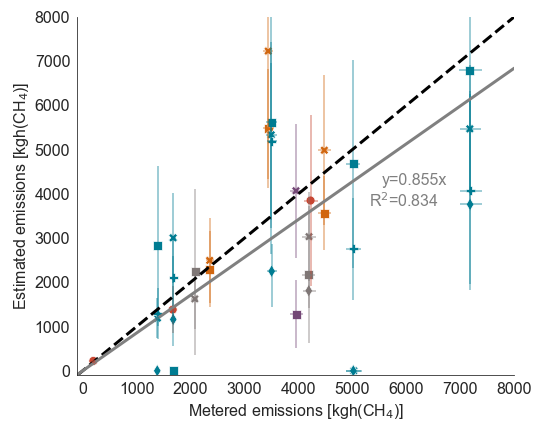 8000
7000
6000
5000
4000
3000
2000
1000
0
Estimated emissions [kgh(CH₄)]
y=0.855x
R²=0.834
0 1000 2000 3000 4000 5000 6000 7000 8000
Metered emissions [kgh(CH₄)]